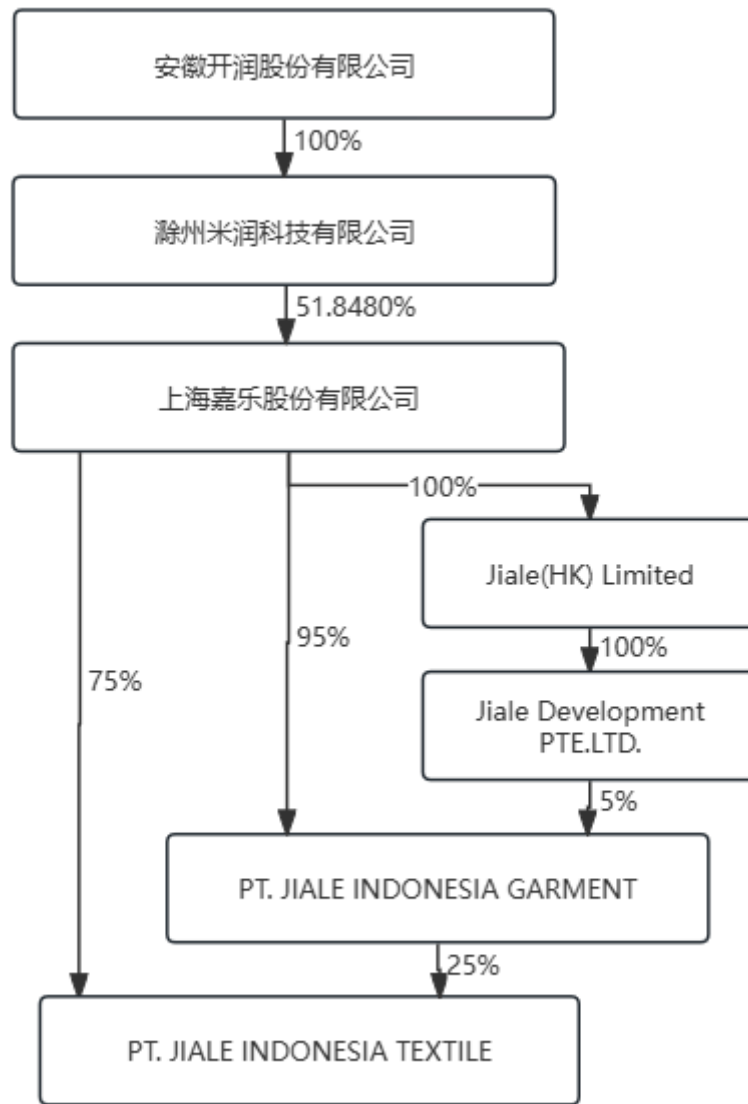 安徽开润股份有限公司
100%
滁州米润科技有限公司
51.8480%
上海嘉乐股份有限公司
100%
Jiale(HK) Limited
95%
100%
75%
Jiale Development
PTE.LTD.
5%
PT. JIALE INDONESIA GARMENT
25%
PT. JIALE INDONESIA TEXTILE